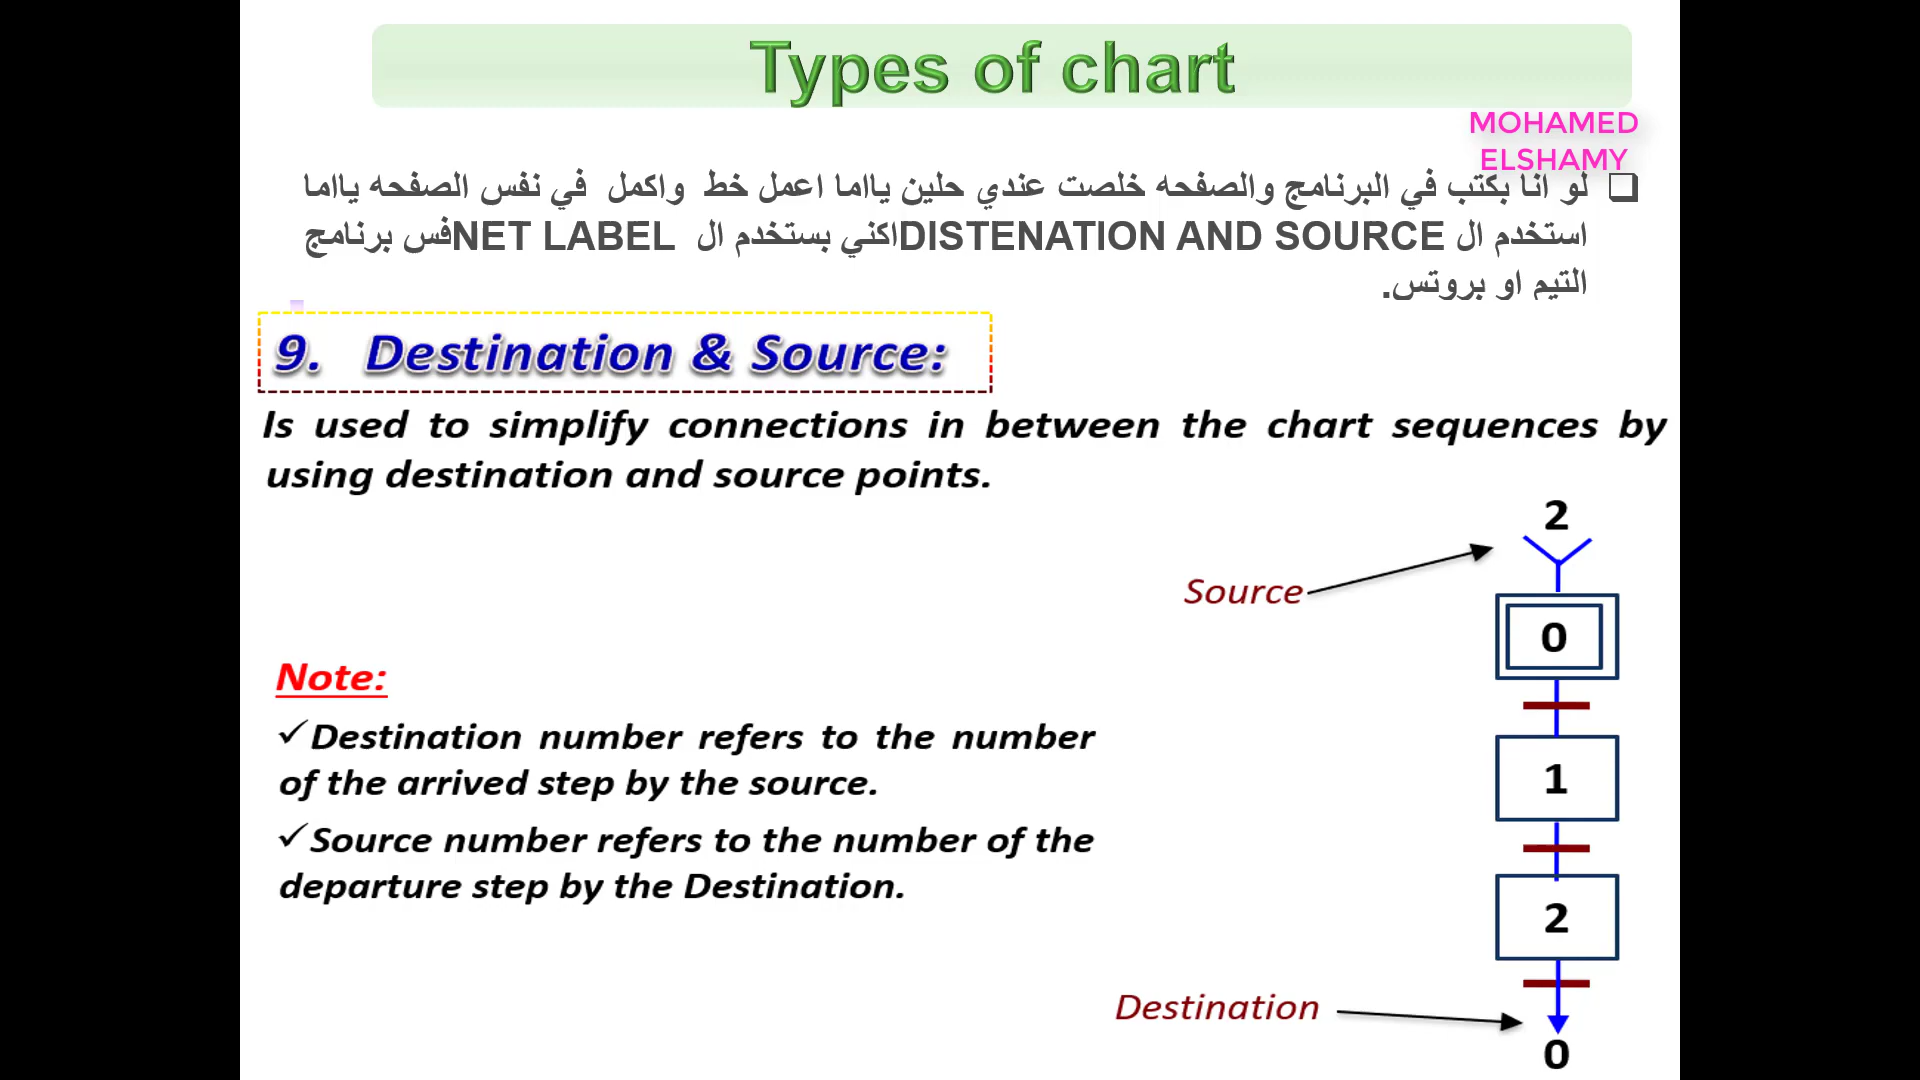 Types of chart
MOHAMED
ELSHAMY
❑ لو انا بكتب في البرنامج والصفحه خلصت عندي حلين يااما اعمل خط واكمل في نفس الصفحه يااما
استخدم ال DISTENATION AND SOURCEاكني بستخدم ال NET LABELفس برنامج
التيم او بروتس.
9. Destination & Source:
Is used to simplify connections in between the chart sequences by
using destination and source points.
2
Source
0
Note:
✓Destination number refers to the number
of the arrived step by the source.
1
✓Source number refers to the number of the
departure step by the Destination.
2
Destination
0